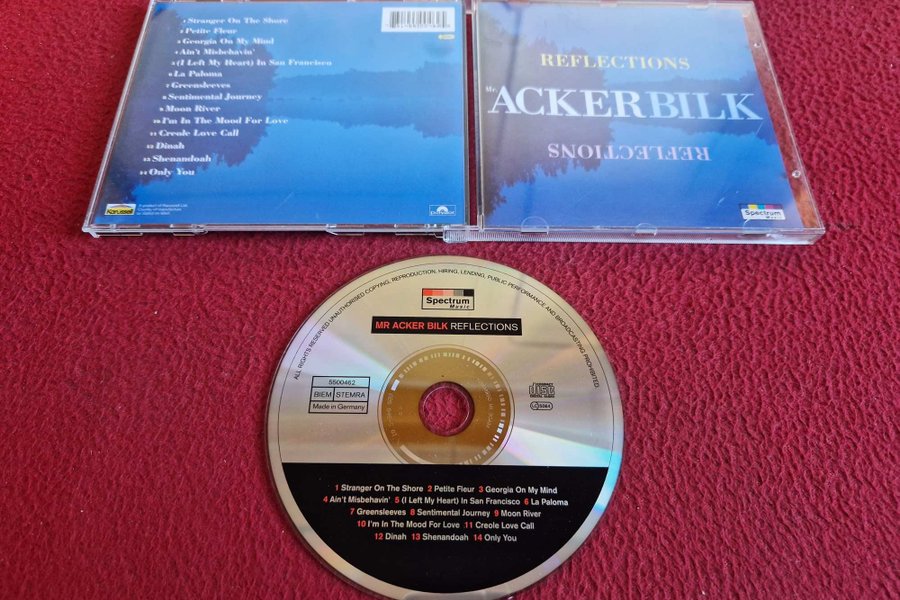 1 Stranger On The Shore
2 Petite Fleur
3 Georgia On My Mind
4 Ain't Misbehavin'
5 (I Left My Heart) In San Francisco
6 La Paloma
7 Greensleeves
8 Sentimental Journey
9 Moon River
10 I'm In The Mood For Love
11 Creole Love Call
12 Dinah
13 Shenandoah
14 Only You
Karussell
polydor
REFLECTIONS
Mr ACKER BILK
REFLECTIONS
Spectrum
Music
ALL RIGHTS RESERVED UNAUTHORISED COPYING, REPRODUCTION, HIRING, LENDING, PUBLIC PERFORMANCE AND BROADCASTING PROHIBITED
Spectrum
Music
MR ACKER BILK REFLECTIONS
5500462
BIEM STEMRA
Made in Germany
COMPACT
disc
DIGITAL AUDIO
1 Stranger On The Shore 2 Petite Fleur 3 Georgia On My Mind
4 Ain't Misbehavin' 5 (I Left My Heart) In San Francisco 6 La Paloma
7 Greensleeves 8 Sentimental Journey 9 Moon River
10 I'm In The Mood For Love 11 Creole Love Call
12 Dinah 13 Shenandoah 14 Only You